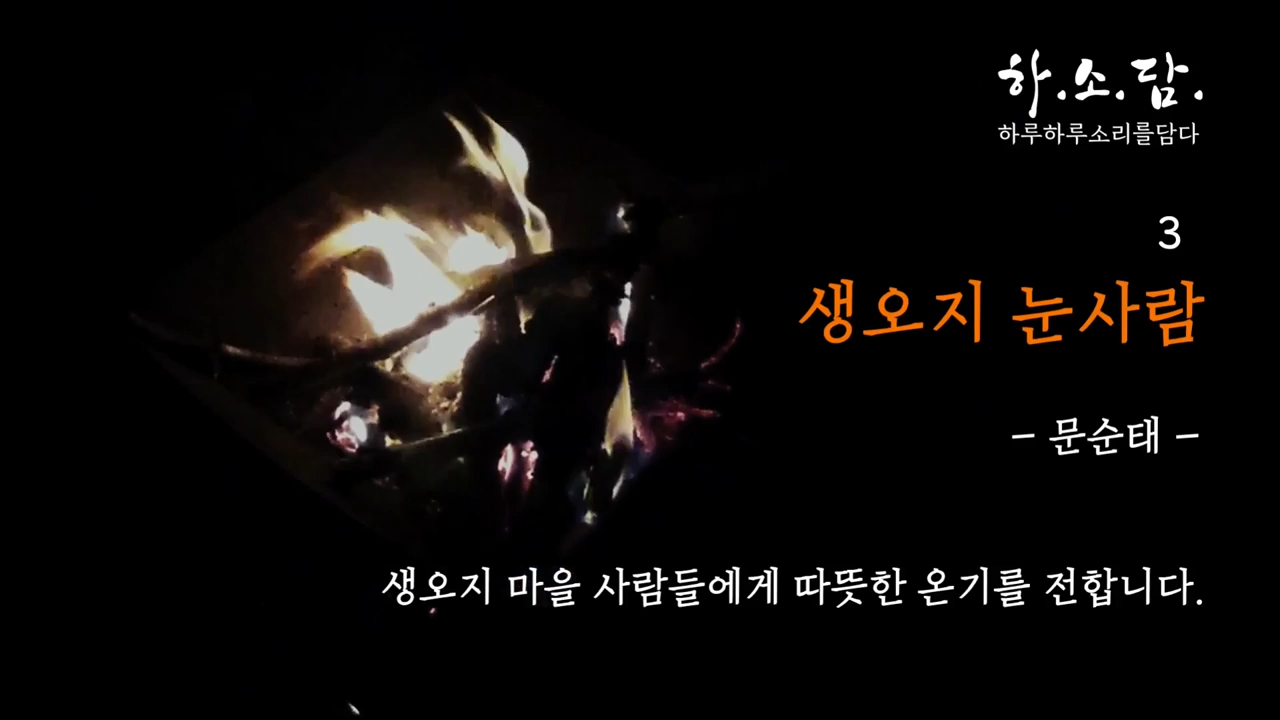 하.소.담.
하루하루소리를담다
3
생오지 눈사람
- 문순태 -
생오지 마을 사람들에게 따뜻한 온기를 전합니다.